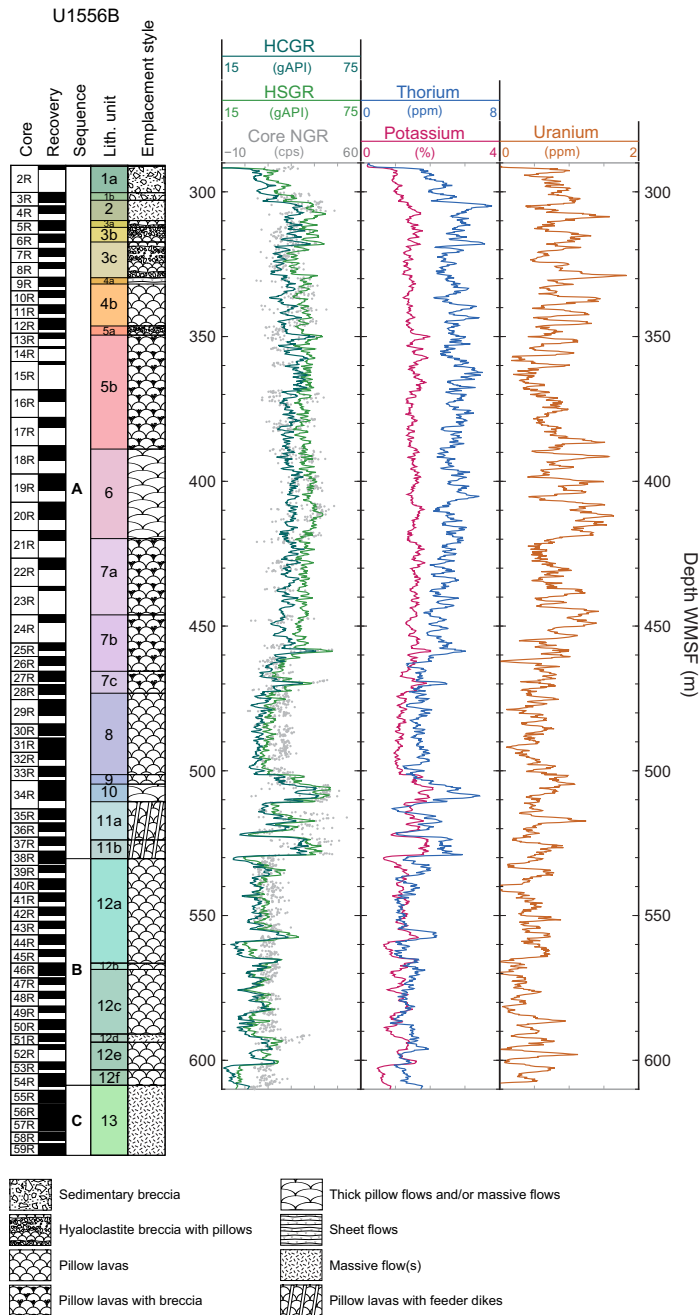 U1556B
Core
Recovery
Sequence
Lith. unit
Emplacement style
HCGR
15 (gAPI) 75
HSGR
15 (gAPI) 75
Core NGR
−10 (cps) 60
Thorium
0 (ppm) 8
Potassium
0 (%) 4
Uranium
0 (ppm) 2
2R
3R
4R
5R
6R
7R
8R
9R
10R
11R
12R
13R
14R
15R
16R
17R
18R
19R
20R
21R
22R
23R
24R
25R
26R
27R
28R
29R
30R
31R
32R
33R
34R
35R
36R
37R
38R
39R
40R
41R
42R
43R
44R
45R
46R
47R
48R
49R
50R
51R
52R
53R
54R
55R
56R
57R
58R
59R
A
B
C
1a
1b
2
3a
3b
3c
4a
4b
5a
5b
6
7a
7b
7c
8
9
10
11a
11b
12a
12b
12c
12d
12e
12f
13
300
350
400
450
500
550
600
300
350
400
450
500
550
600
Depth WMSF (m)
Sedimentary breccia
Hyaloclastite breccia with pillows
Pillow lavas
Pillow lavas with breccia
Thick pillow flows and/or massive flows
Sheet flows
Massive flow(s)
Pillow lavas with feeder dikes